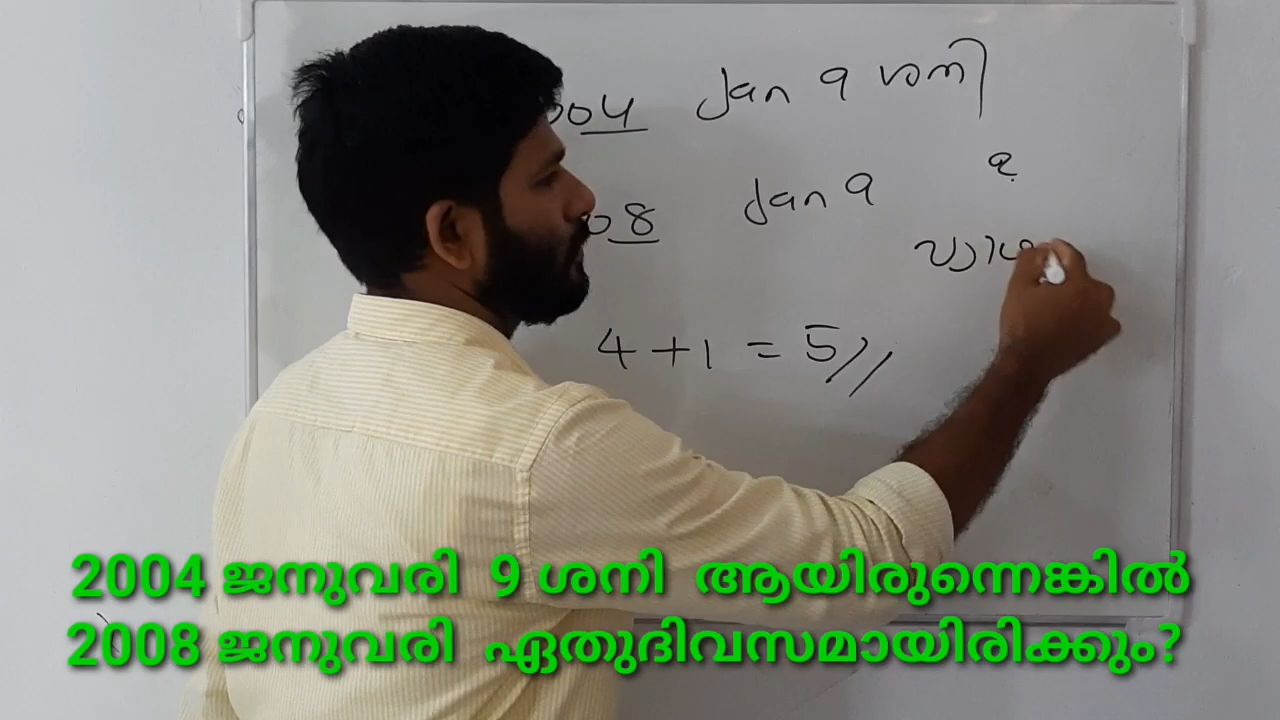 004 Jan 9 ശനി
08 Jan 9 ?
വ്യാഴ
4 + 1 = 5//
2004 ജനുവരി 9 ശനി ആയിരുന്നെങ്കിൽ
2008 ജനുവരി ഏതുദിവസമായിരിക്കും?